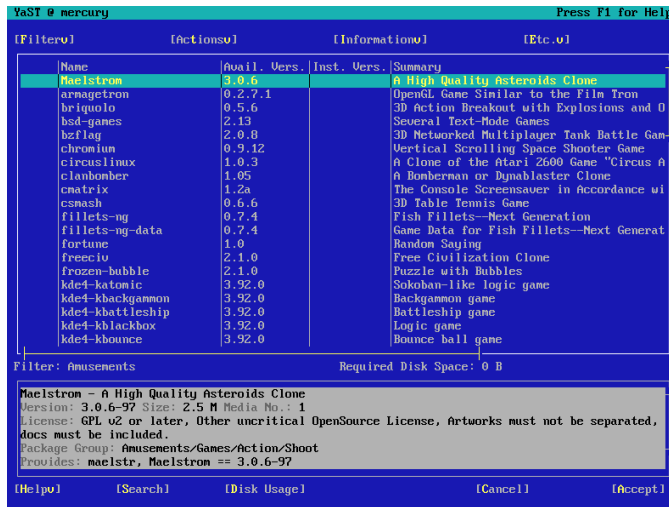 YaST @ mercury Press F1 for Help
[Filterv] [Actionsv] [Informationv] [Etc.v]
Name |Avail. Vers.|Inst. Vers.|Summary
Maelstrom 3.0.6 A High Quality Asteroids Clone
armagetron 0.2.7.1 OpenGL Game Similar to the Film Tron
briquolo 0.5.6 3D Action Breakout with Explosions and O
bsd-games 2.13 Several Text-Mode Games
bzflag 2.0.8 3D Networked Multiplayer Tank Battle Gam
chromium 0.9.12 Vertical Scrolling Space Shooter Game
circuslinux 1.0.3 A Clone of the Atari 2600 Game "Circus A
clanbomber 1.05 A Bomberman or Dynablaster Clone
cmatrix 1.2a The Console Screensaver in Accordance wi
csmash 0.6.6 3D Table Tennis Game
fillets-ng 0.7.4 Fish Fillets--Next Generation
fillets-ng-data 0.7.4 Game Data for Fish Fillets--Next Generat
fortune 1.0 Random Saying
freeciv 2.1.0 Free Civilization Clone
frozen-bubble 2.1.0 Puzzle with Bubbles
kde4-katomic 3.92.0 Sokoban-like logic game
kde4-kbackgammon 3.92.0 Backgammon game
kde4-kbattleship 3.92.0 Battleship game
kde4-kblackbox 3.92.0 Logic game
kde4-kbounce 3.92.0 Bounce ball game
Filter: Amusements Required Disk Space: 0 B
Maelstrom - A High Quality Asteroids Clone
Version: 3.0.6-97 Size: 2.5 M Media No.: 1
License: GPL v2 or later, Other uncritical OpenSource License, Artworks must not be separated,
docs must be included.
Package Group: Amusements/Games/Action/Shoot
Provides: maelstr, Maelstrom == 3.0.6-97
[Helpv] [Search] [Disk Usage] [Cancel] [Accept]